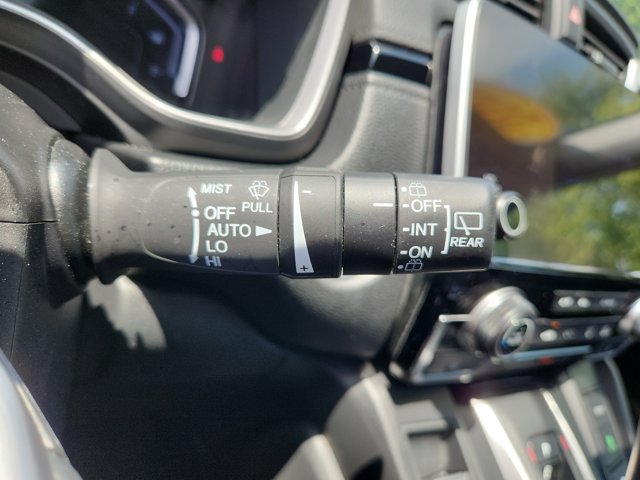 MIST
PULL
OFF
AUTO
LO
HI
- +
OFF
INT
ON
REAR